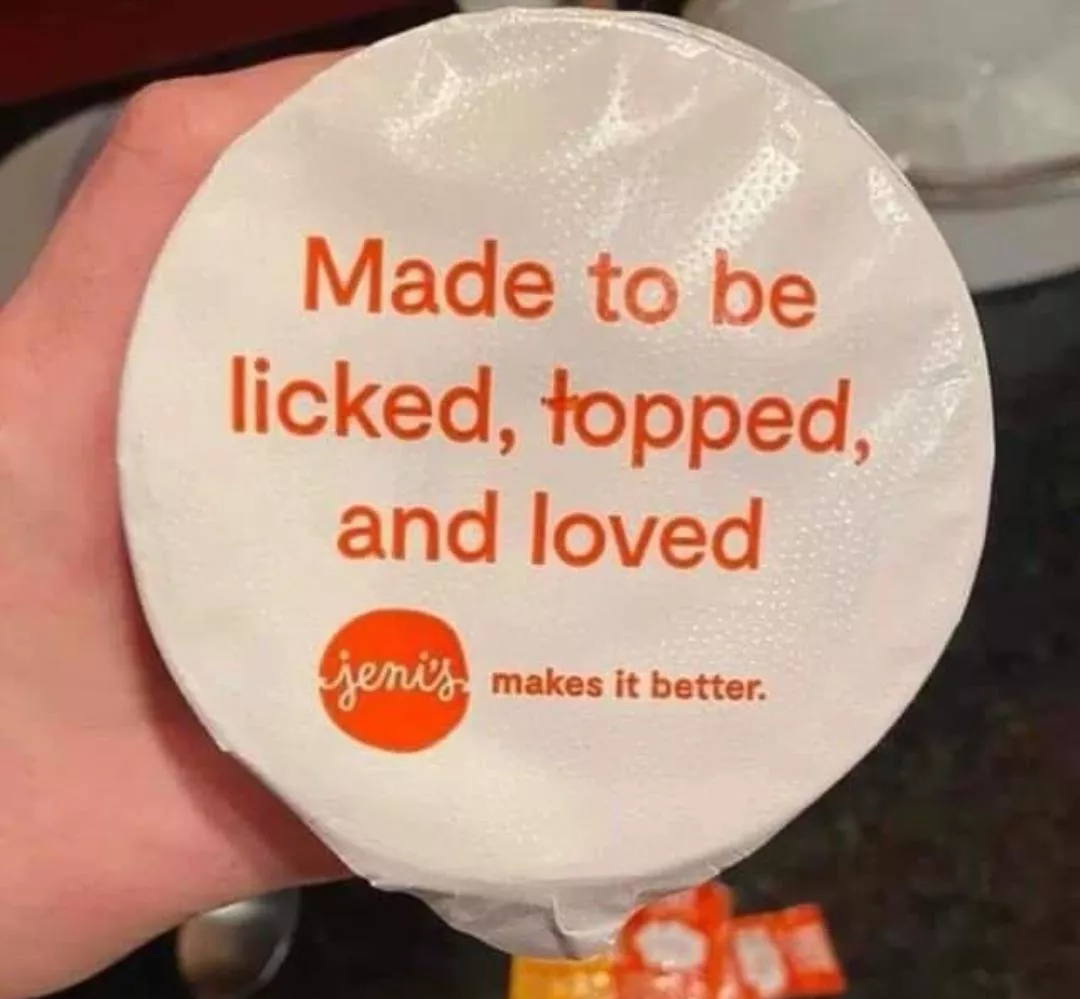 Made to be
licked, topped,
and loved
jeni's makes it better.